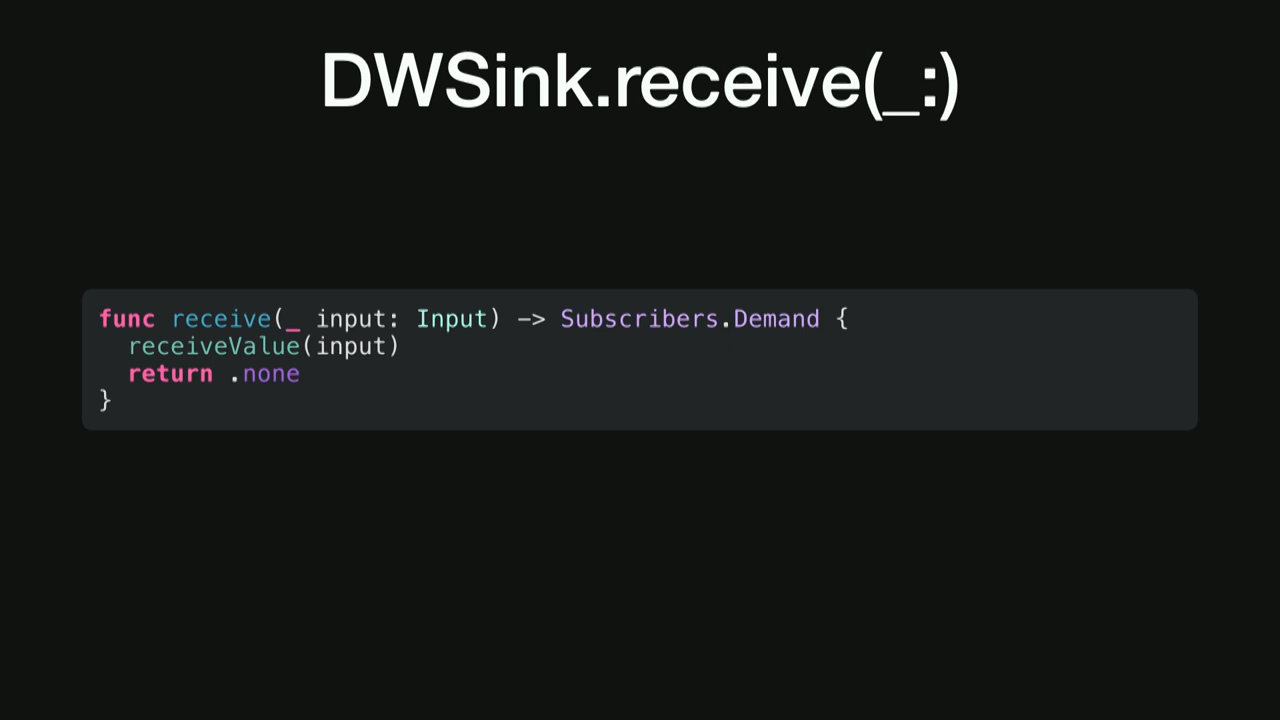 DWSink.receive(_:)
func receive(_ input: Input) -> Subscribers.Demand {
  receiveValue(input)
  return .none
}